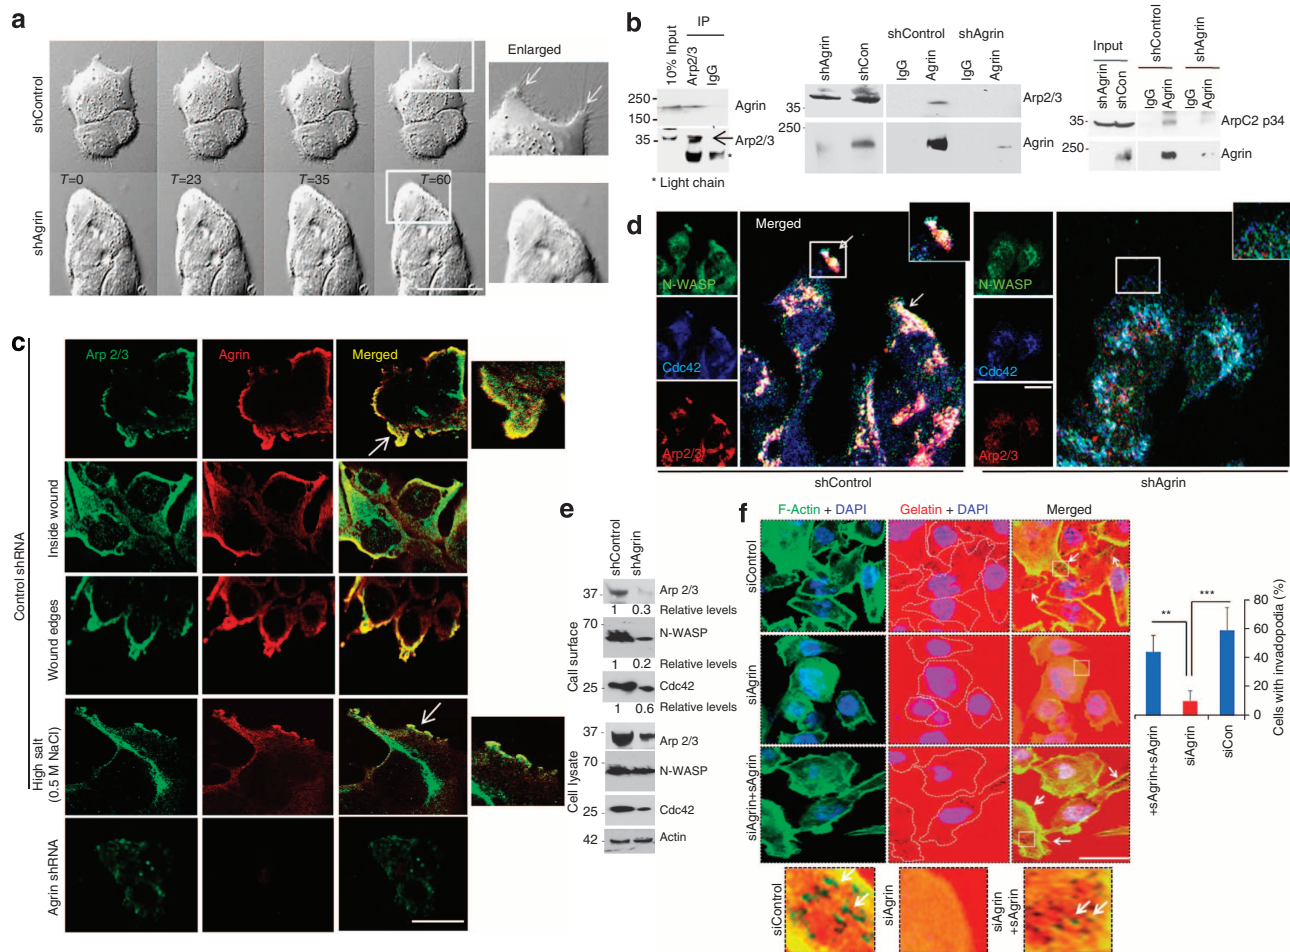 a
Enlarged
shControl
T=0
T=23
T=35
T=60
shAgrin
b
IP
10% Input
Arp2/3
IgG
250
150
35
Agrin
Arp2/3
*
* Light chain
shControl
shAgrin
shAgrin
shCon
IgG
Agrin
IgG
Agrin
35
Arp2/3
250
Agrin
Input
shControl
shAgrin
shAgrin
shCon
IgG
Agrin
IgG
Agrin
35
ArpC2 p34
250
Agrin
c
Control shRNA
Arp 2/3
Agrin
Merged
Inside wound
Wound edges
High salt
(0.5 M NaCl)
Agrin shRNA
d
N-WASP
Cdc42
Arp2/3
Merged
N-WASP
Cdc42
Arp2/3
shControl
shAgrin
e
shControl
shAgrin
Cell surface
37
Arp 2/3
1 0.3 Relative levels
70
N-WASP
1 0.2 Relative levels
25
Cdc42
1 0.6 Relative levels
Cell lysate
37
Arp 2/3
70
N-WASP
25
Cdc42
42
Actin
f
F-Actin + DAPI
Gelatin + DAPI
Merged
siControl
siAgrin
siAgrin+sAgrin
siControl
siAgrin
siAgrin
+sAgrin
**
***
80
60
40
20
0
Cells with invadopodia (%)
+sAgrin+sAgrin
siAgrin
siCon